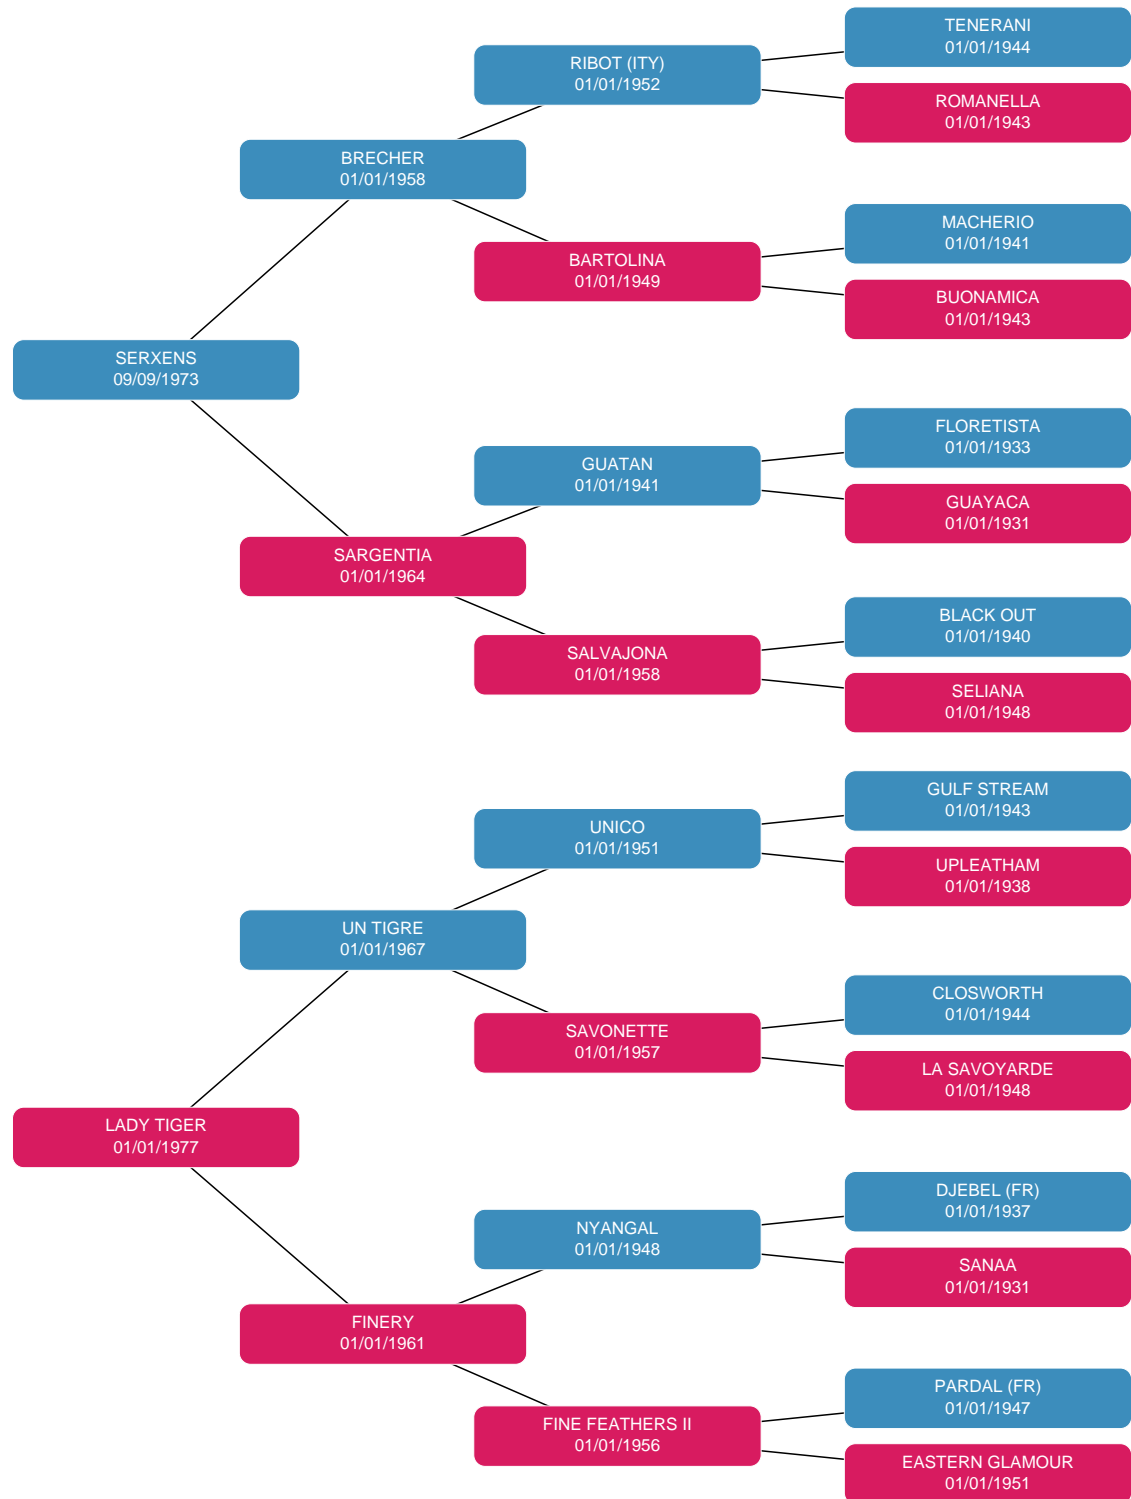 TENERANI
01/01/1944
RIBOT (ITY)
01/01/1952
ROMANELLA
01/01/1943
BRECHER
01/01/1958
MACHERIO
01/01/1941
BARTOLINA
01/01/1949
BUONAMICA
01/01/1943
SERXENS
09/09/1973
FLORETISTA
01/01/1933
GUATAN
01/01/1941
GUAYACA
01/01/1931
SARGENTIA
01/01/1964
BLACK OUT
01/01/1940
SALVAJONA
01/01/1958
SELIANA
01/01/1948
GULF STREAM
01/01/1943
UNICO
01/01/1951
UPLEATHAM
01/01/1938
UN TIGRE
01/01/1967
CLOSWORTH
01/01/1944
SAVONETTE
01/01/1957
LA SAVOYARDE
01/01/1948
LADY TIGER
01/01/1977
DJEBEL (FR)
01/01/1937
NYANGAL
01/01/1948
SANAA
01/01/1931
FINERY
01/01/1961
PARDAL (FR)
01/01/1947
FINE FEATHERS II
01/01/1956
EASTERN GLAMOUR
01/01/1951